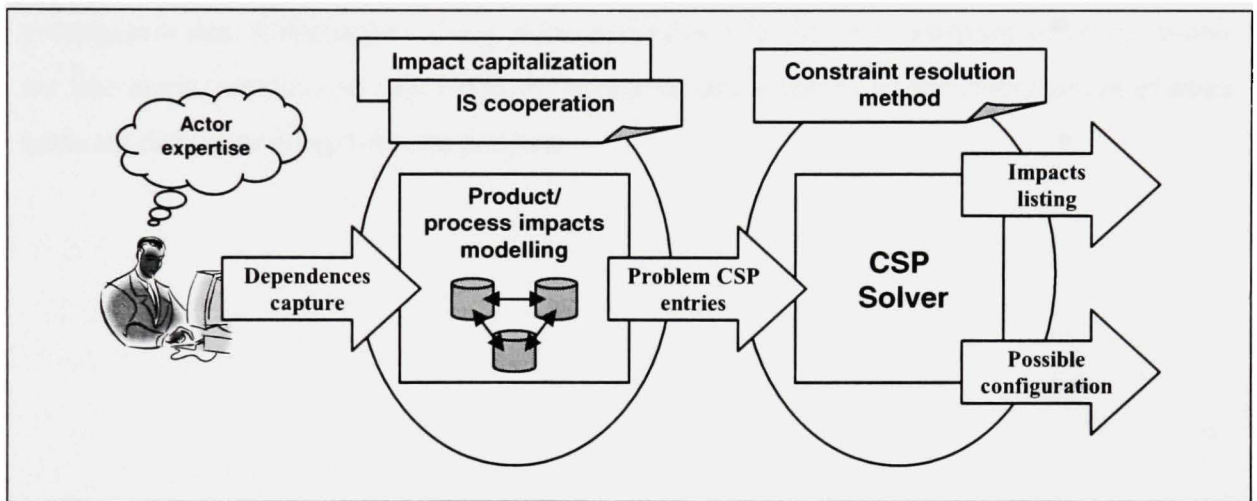 Impact capitalization
IS cooperation
Constraint resolution
method
Actor
expertise
Product/
process impacts
modelling
Dependences
capture
Problem CSP
entries
CSP
Solver
Impacts
listing
Possible
configuration